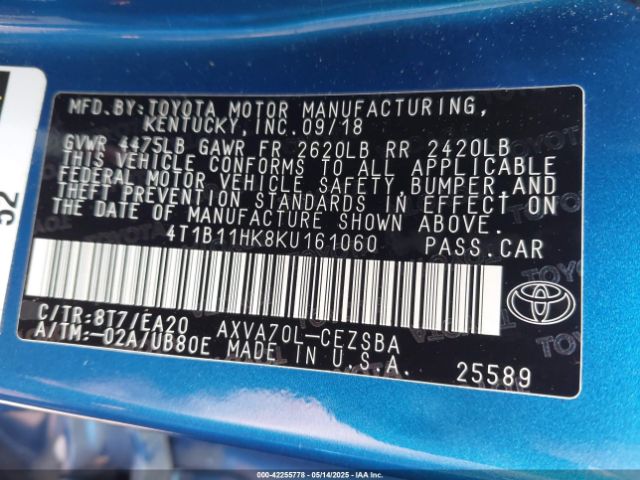 MFD.BY:TOYOTA MOTOR MANUFACTURING,
KENTUCKY,INC.09/18
GVWR 4475LB GAWR FR 2620LB RR 2420LB
THIS VEHICLE CONFORMS TO ALL APPLICABLE
FEDERAL MOTOR VEHICLE SAFETY,BUMPER,AND
THEFT PREVENTION STANDARDS IN EFFECT ON
THE DATE OF MANUFACTURE SHOWN ABOVE.
4T1B11HK8KU161060 PASS.CAR
C/TR:8T7/EA20 AXVA70L-CEZSBA
A/TM:-02A/UB80E MADE IN U.S.A.
25589
52
000-42255778 - 05/14/2025 - IAAI.COM